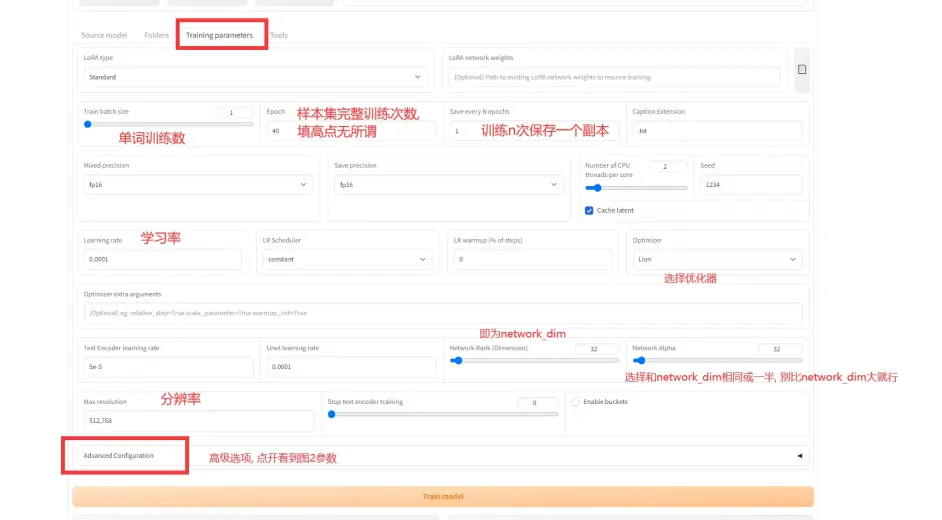 Source model Folders Training parameters Tools
LoRA type
Standard
LoRA network weights
(Optional) Path to existing LoRA network weights to resume training
Train batch size 1
单词训练数
Epoch
40
样本集完整训练次数,
填高点无所谓
Save every N epochs
1
训练n次保存一个副本
Caption Extension
.txt
Mixed precision
fp16
Save precision
fp16
Number of CPU
threads per core
2
Seed
1234
Cache latent
Learning rate
学习率
0.0001
LR Scheduler
constant
LR warmup (% of steps)
0
Optimizer
Lion
选择优化器
Optimizer extra arguments
(Optional) eg: relative_step=True scale_parameter=True warmup_init=True
即为network_dim
Text Encoder learning rate
5e-5
Unet learning rate
0.0001
Network Rank (Dimension) 32
Network Alpha 32
选择和network_dim相同或一半, 别比network_dim大就行
Max resolution
分辨率
512,768
Stop text encoder training 0
Enable buckets
Advanced Configuration
高级选项, 点开看到图2参数
Train model